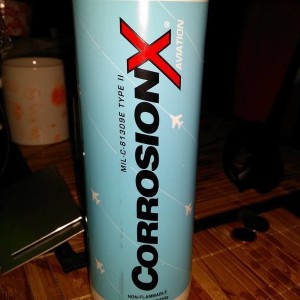 CORROSIONX
AVIATION
MIL-C-81309E TYPE II
NON-FLAMMABLE